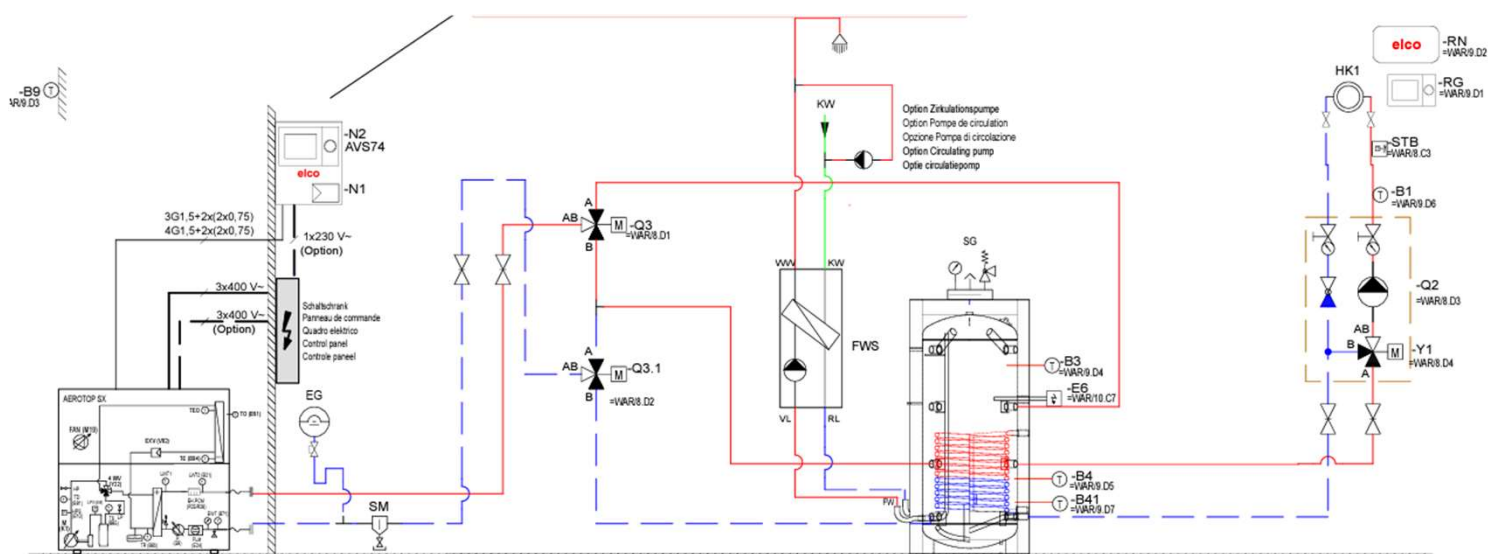 -B9
AR/9.D3
T
-N2
AVS74
elco
-N1
3G1,5+2x(2x0,75)
4G1,5+2x(2x0,75)
1x230 V~
(Option)
3x400 V~
3x400 V~
(Option)
Schaltschrank
Panneau de commande
Quadro elektrico
Control panel
Controle paneel
AEROTOP SX
FAN (M19)
EG
SM
A
AB
B
M
-Q3
=WAR/8.D1
A
AB
B
M
-Q3.1
=WAR/8.D2
KW
Option Zirkulationspumpe
Option Pompe de circulation
Opzione Pompa di circolazione
Option Circulating pump
Optie circulatiepomp
WW
KW
FWS
VL
RL
SG
FW
T
-B3
=WAR/9.D4
-E6
=WAR/10.C7
T
-B4
=WAR/9.D5
T
-B41
=WAR/9.D7
elco
-RN
=WAR/9.D2
-RG
=WAR/9.D1
HK1
-STB
=WAR/8.C3
T
-B1
=WAR/9.D6
-Q2
=WAR/8.D3
AB
B
A
M
-Y1
=WAR/8.D4